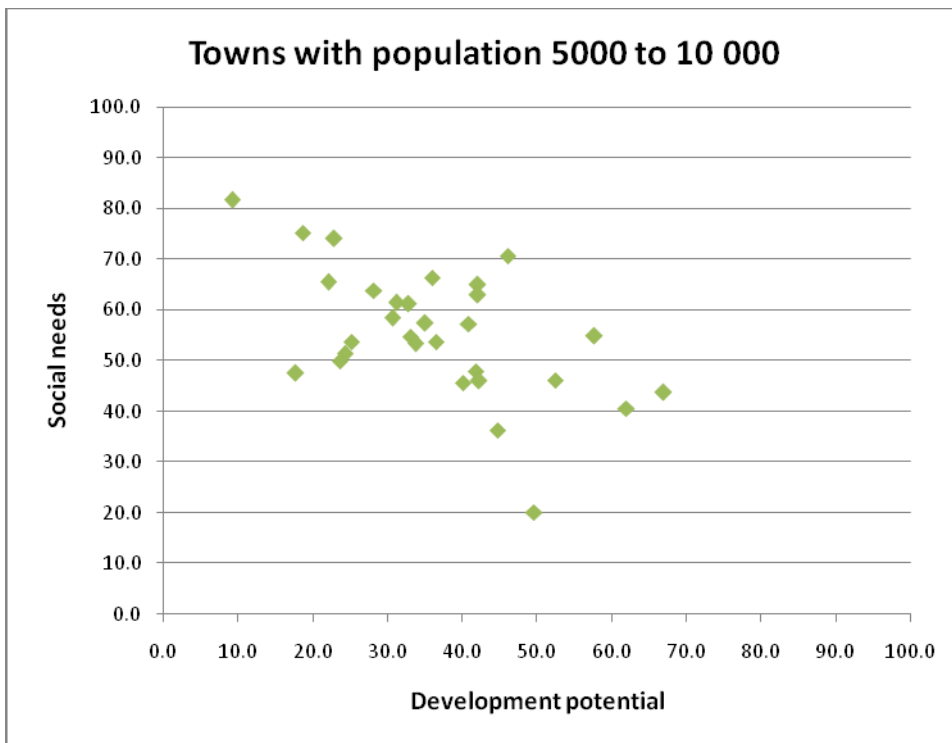 Towns with population 5000 to 10 000
100.0
90.0
80.0
70.0
60.0
50.0
40.0
30.0
20.0
10.0
0.0
Social needs
0.0 10.0 20.0 30.0 40.0 50.0 60.0 70.0 80.0 90.0 100.0
Development potential